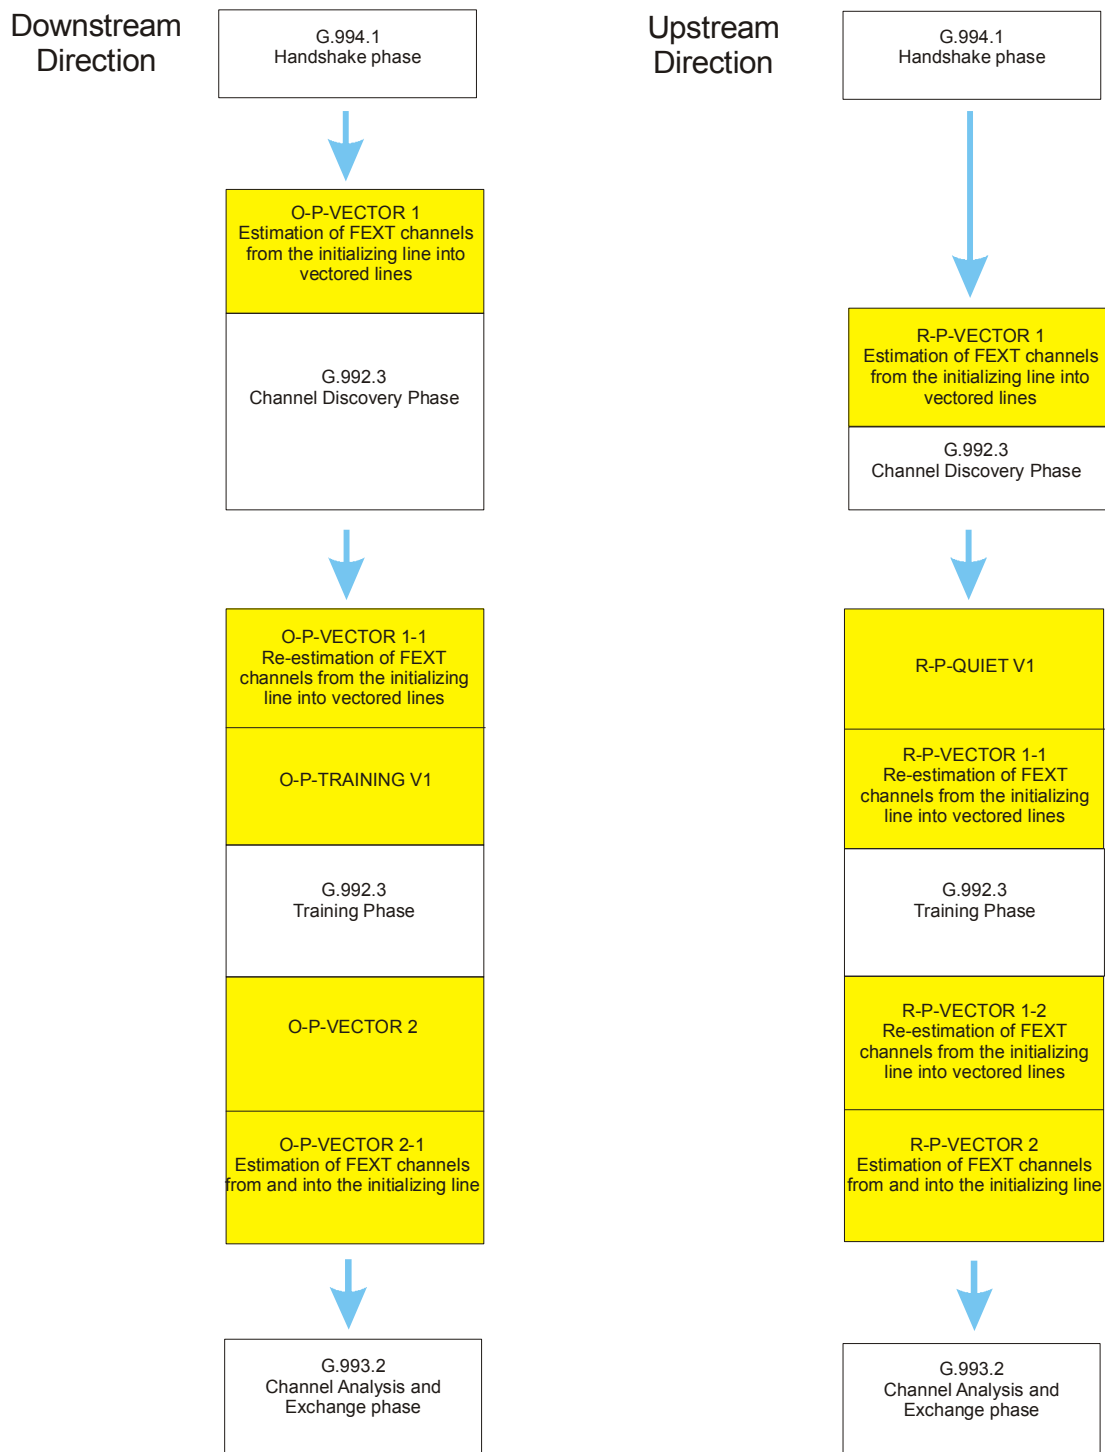 Downstream
Direction
G.994.1
Handshake phase
O-P-VECTOR 1
Estimation of FEXT channels
from the initializing line into
vectored lines
G.992.3
Channel Discovery Phase
O-P-VECTOR 1-1
Re-estimation of FEXT
channels from the initializing
line into vectored lines
O-P-TRAINING V1
G.992.3
Training Phase
O-P-VECTOR 2
O-P-VECTOR 2-1
Estimation of FEXT channels
from and into the initializing line
G.993.2
Channel Analysis and
Exchange phase
Upstream
Direction
G.994.1
Handshake phase
R-P-VECTOR 1
Estimation of FEXT channels
from the initializing line into
vectored lines
G.992.3
Channel Discovery Phase
R-P-QUIET V1
R-P-VECTOR 1-1
Re-estimation of FEXT
channels from the initializing
line into vectored lines
G.992.3
Training Phase
R-P-VECTOR 1-2
Re-estimation of FEXT
channels from the initializing
line into vectored lines
R-P-VECTOR 2
Estimation of FEXT channels
from and into the initializing line
G.993.2
Channel Analysis and
Exchange phase